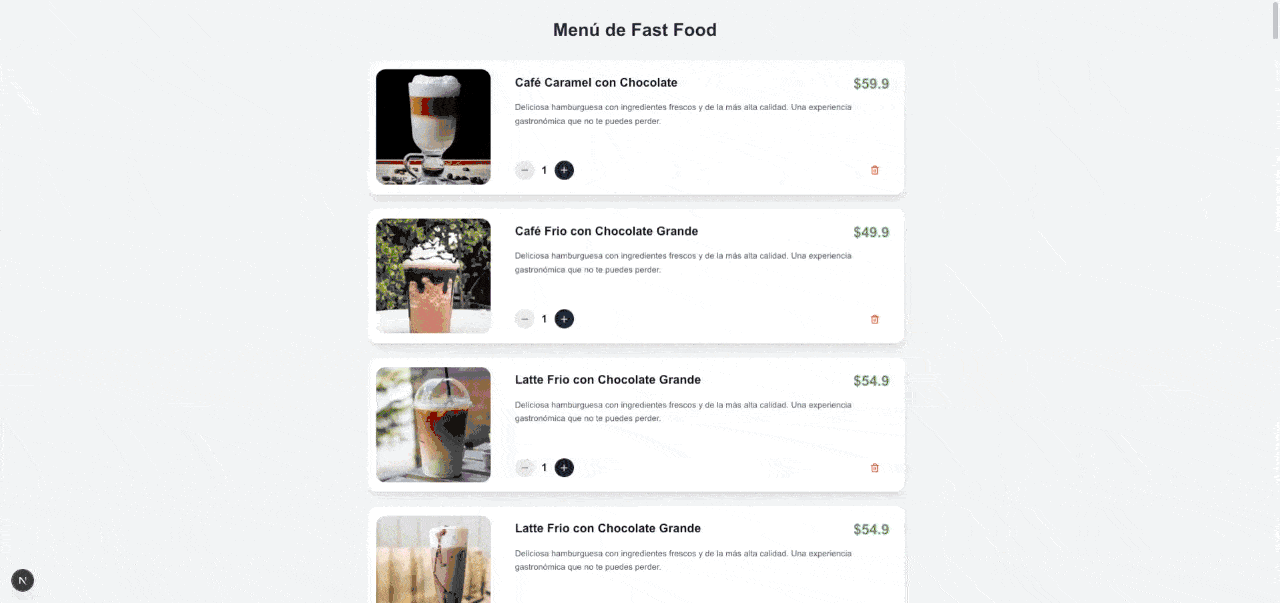 Menú de Fast Food
Café Caramel con Chocolate
$59.9
Deliciosa hamburguesa con ingredientes frescos y de la más alta calidad. Una experiencia
gastronómica que no te puedes perder.
− 1 +
Café Frio con Chocolate Grande
$49.9
Deliciosa hamburguesa con ingredientes frescos y de la más alta calidad. Una experiencia
gastronómica que no te puedes perder.
− 1 +
Latte Frio con Chocolate Grande
$54.9
Deliciosa hamburguesa con ingredientes frescos y de la más alta calidad. Una experiencia
gastronómica que no te puedes perder.
− 1 +
Latte Frio con Chocolate Grande
$54.9
Deliciosa hamburguesa con ingredientes frescos y de la más alta calidad. Una experiencia
gastronómica que no te puedes perder.
N